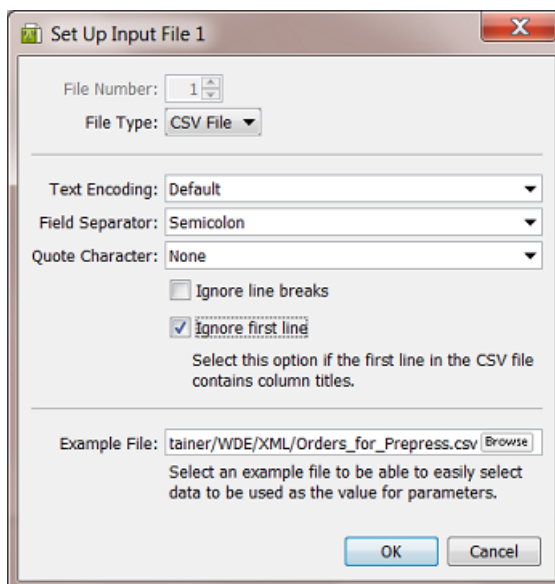 Set Up Input File 1
File Number: 1
File Type: CSV File
Text Encoding: Default
Field Separator: Semicolon
Quote Character: None
Ignore line breaks
Ignore first line
Select this option if the first line in the CSV file
contains column titles.
Example File: tainer/WDE/XML/Orders_for_Prepress.csv Browse
Select an example file to be able to easily select
data to be used as the value for parameters.
OK Cancel